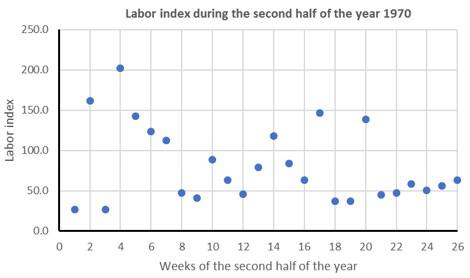 Labor index during the second half of the year 1970
250.0
200.0
150.0
100.0
50.0
0.0
Labor index
0 2 4 6 8 10 12 14 16 18 20 22 24 26
Weeks of the second half of the year